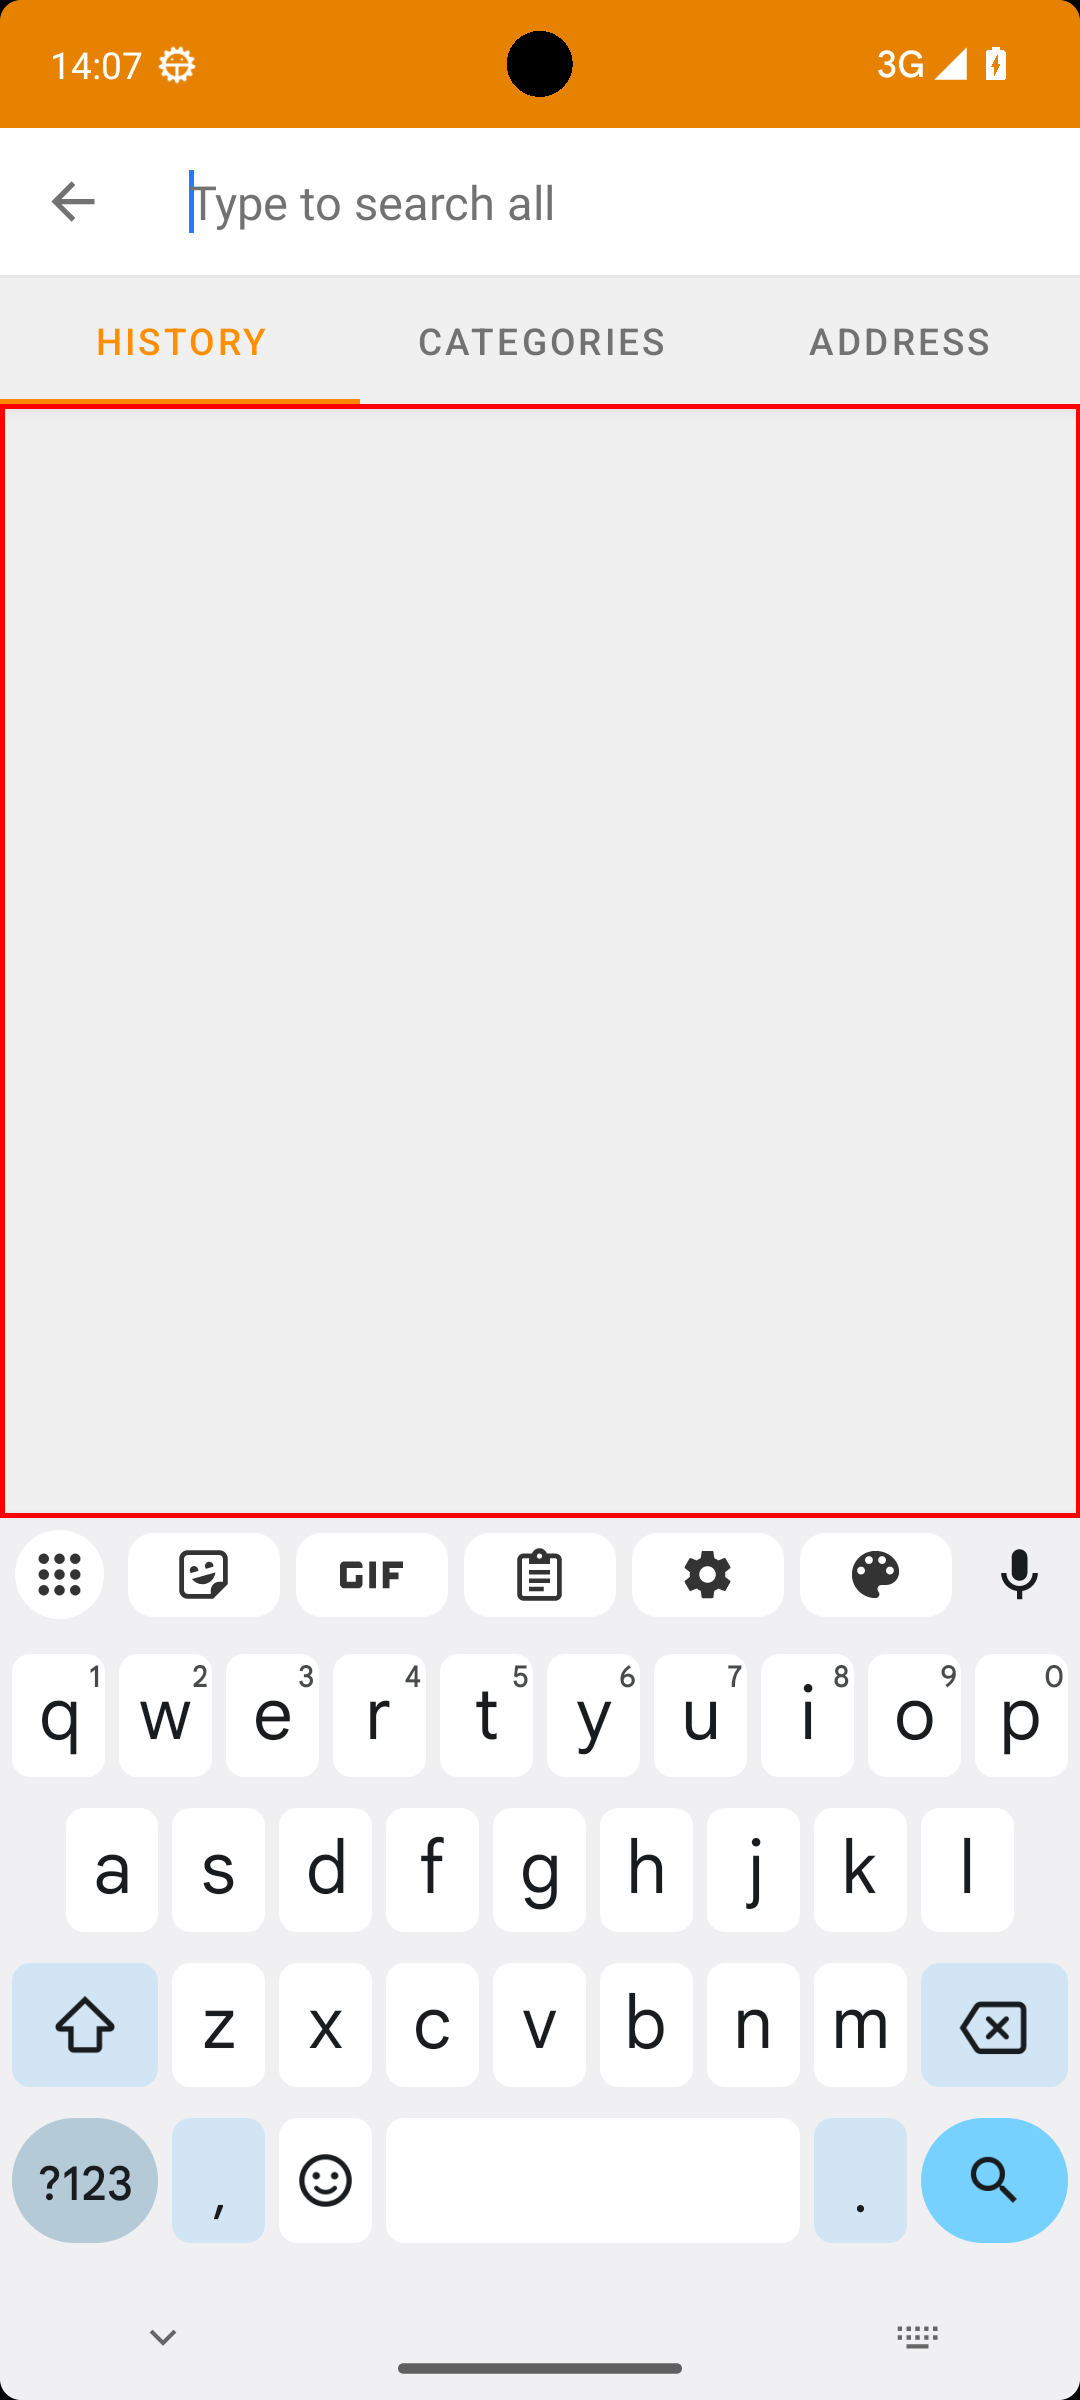 14:07
3G
Type to search all
HISTORY CATEGORIES ADDRESS
GIF
1 2 3 4 5 6 7 8 9 0
q w e r t y u i o p
a s d f g h j k l
z x c v b n m
?123 , .